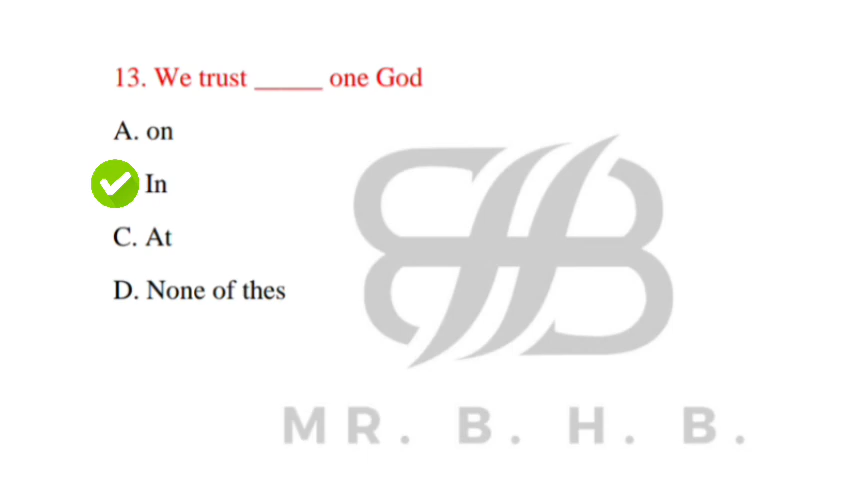 13. We trust _____ one God
A. on
In
C. At
D. None of thes
MR. B. H. B.